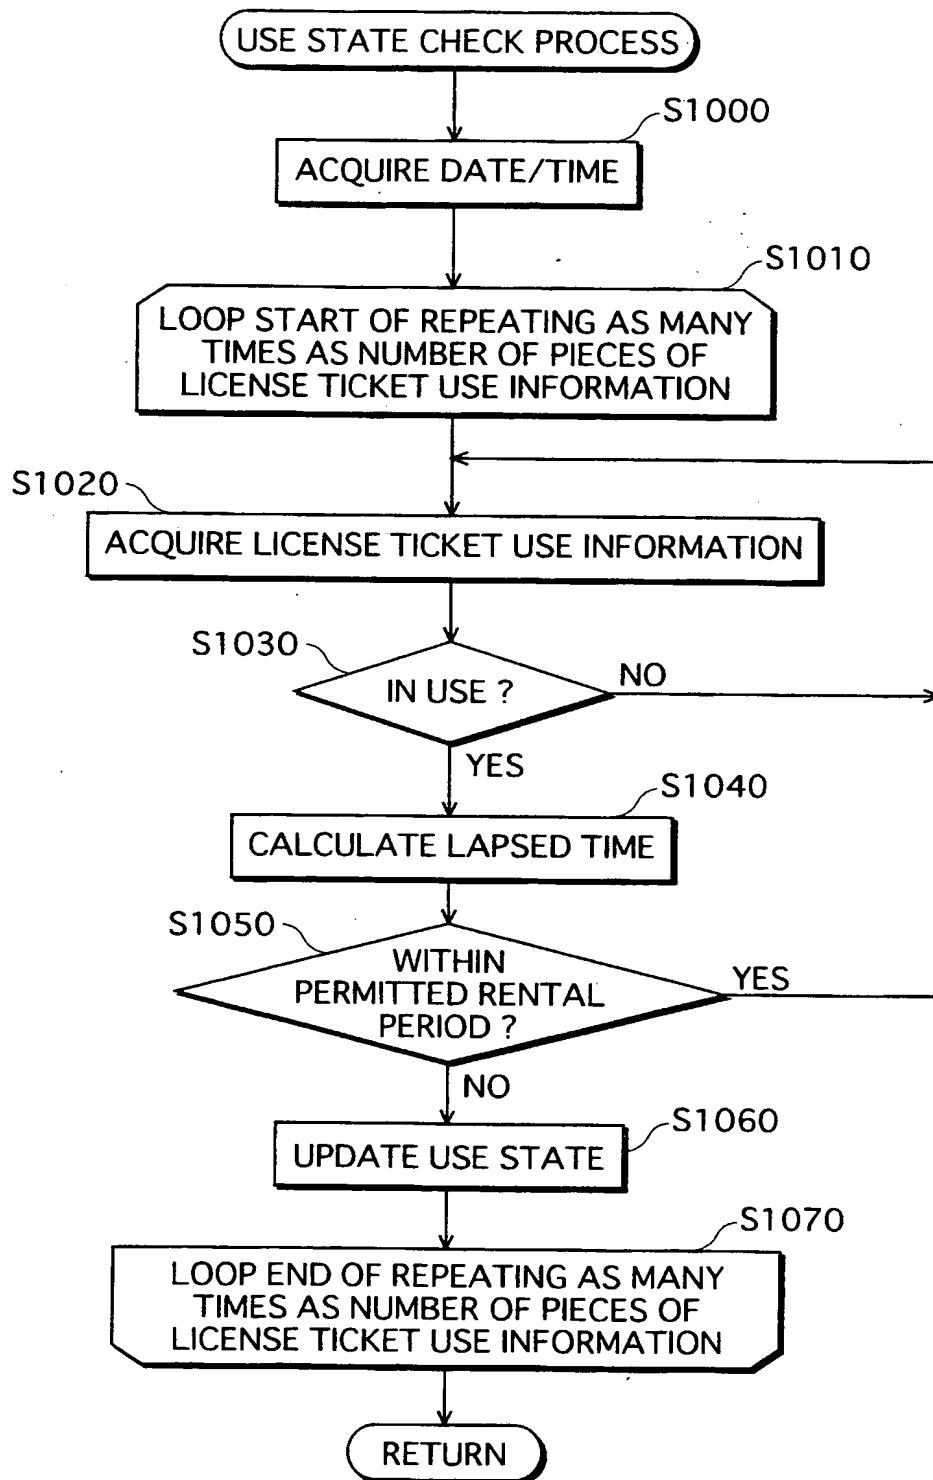 USE STATE CHECK PROCESS
S1000
ACQUIRE DATE/TIME
S1010
LOOP START OF REPEATING AS MANY
TIMES AS NUMBER OF PIECES OF
LICENSE TICKET USE INFORMATION
S1020
ACQUIRE LICENSE TICKET USE INFORMATION
S1030
IN USE ?
NO
YES
S1040
CALCULATE LAPSED TIME
S1050
WITHIN
PERMITTED RENTAL
PERIOD ?
YES
NO
S1060
UPDATE USE STATE
S1070
LOOP END OF REPEATING AS MANY
TIMES AS NUMBER OF PIECES OF
LICENSE TICKET USE INFORMATION
RETURN